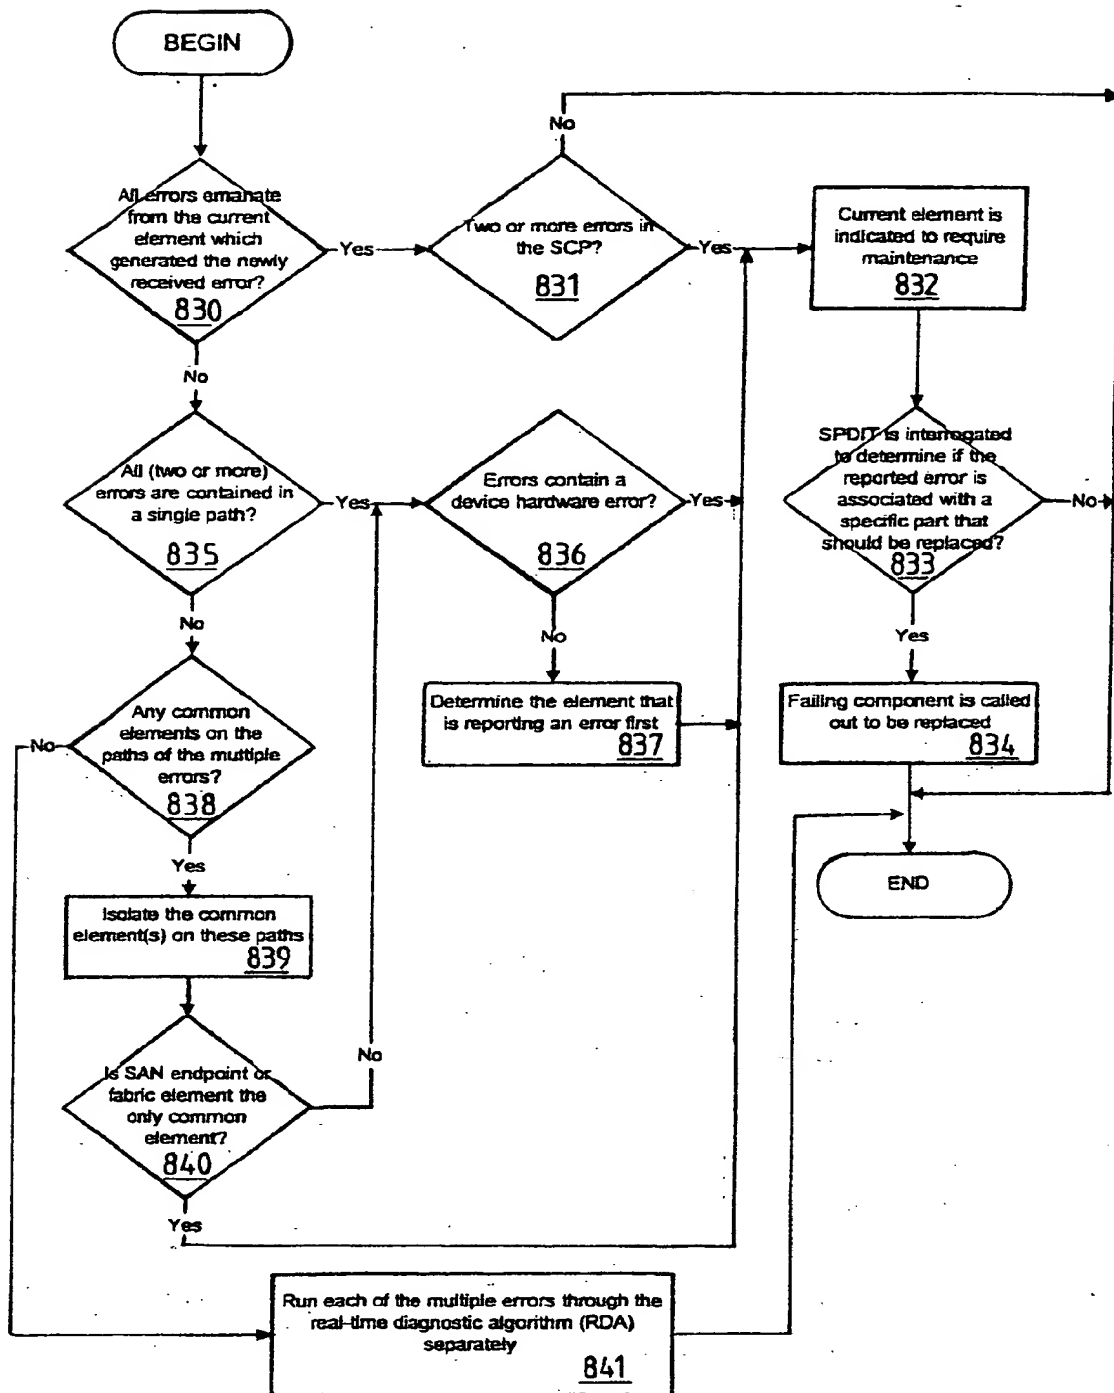 BEGIN
All errors emanate
from the current
element which
generated the newly
received error?
830
Yes
No
Two or more errors in
the SCP?
831
No
Yes
Current element is
indicated to require
maintenance
832
All (two or more)
errors are contained in
a single path?
835
Yes
No
Errors contain a
device hardware error?
836
Yes
No
SPDIT is interrogated
to determine if the
reported error is
associated with a
specific part that
should be replaced?
833
No
Yes
Any common
elements on the
paths of the multiple
errors?
838
No
Yes
Determine the element that
is reporting an error first
837
Failing component is called
out to be replaced
834
END
Isolate the common
element(s) on these paths
839
Is SAN endpoint or
fabric element the
only common
element?
840
No
Yes
Run each of the multiple errors through the
real-time diagnostic algorithm (RDA)
separately
841